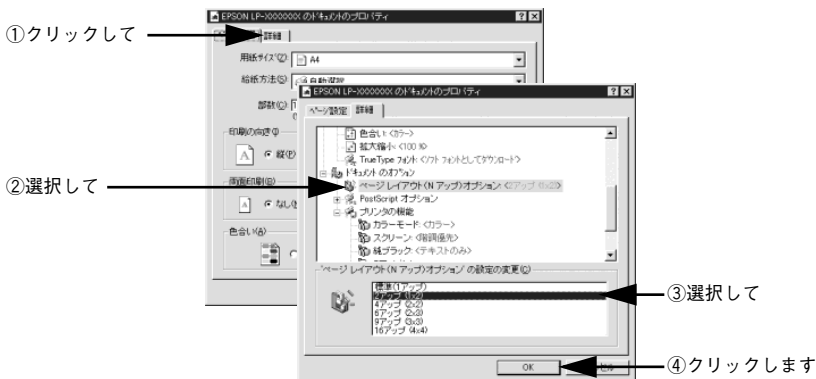 EPSON LP-XXXXXXX のﾄﾞｷｭﾒﾝﾄのﾌﾟﾛﾊﾟﾃｨ
①クリックして
詳細
用紙ｻｲｽﾞ(Z)
A4
給紙方法(S)
自動選択
部数(C)
印刷の向き
縦(P)
両面印刷(B)
なし(N
色合い(A)
EPSON LP-XXXXXXX のﾄﾞｷｭﾒﾝﾄのﾌﾟﾛﾊﾟﾃｨ
ページ設定 詳細
色合い: <カラー>
拡大縮小: <100 %>
TrueType フォント: <ソフト フォントとしてダウンロード>
ドキュメント のオプション
②選択して
ページ レイアウト(N アップ)オプション: <2アップ (1x2)>
PostScript オプション
プリンタの機能
カラーモード: <カラー>
スクリーン: <階調優先>
純ブラック: <テキストのみ>
'ページ レイアウト(N アップ)オプション' の設定の変更(C)
標準(1アップ)
2アップ (1x2)
4アップ (2x2)
6アップ (2x3)
9アップ (3x3)
16アップ (4x4)
③選択して
OK
④クリックします